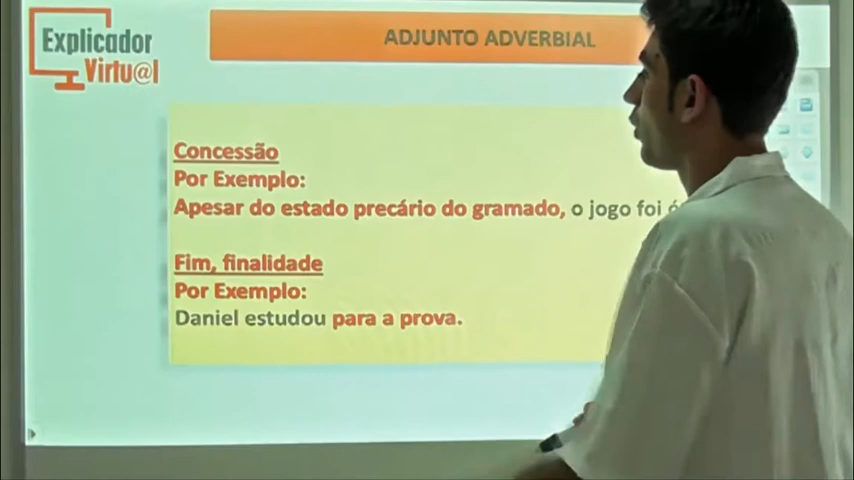 Explicador
Virtu@l
ADJUNTO ADVERBIAL
Concessão
Por Exemplo:
Apesar do estado precário do gramado, o jogo foi
Fim, finalidade
Por Exemplo:
Daniel estudou para a prova.